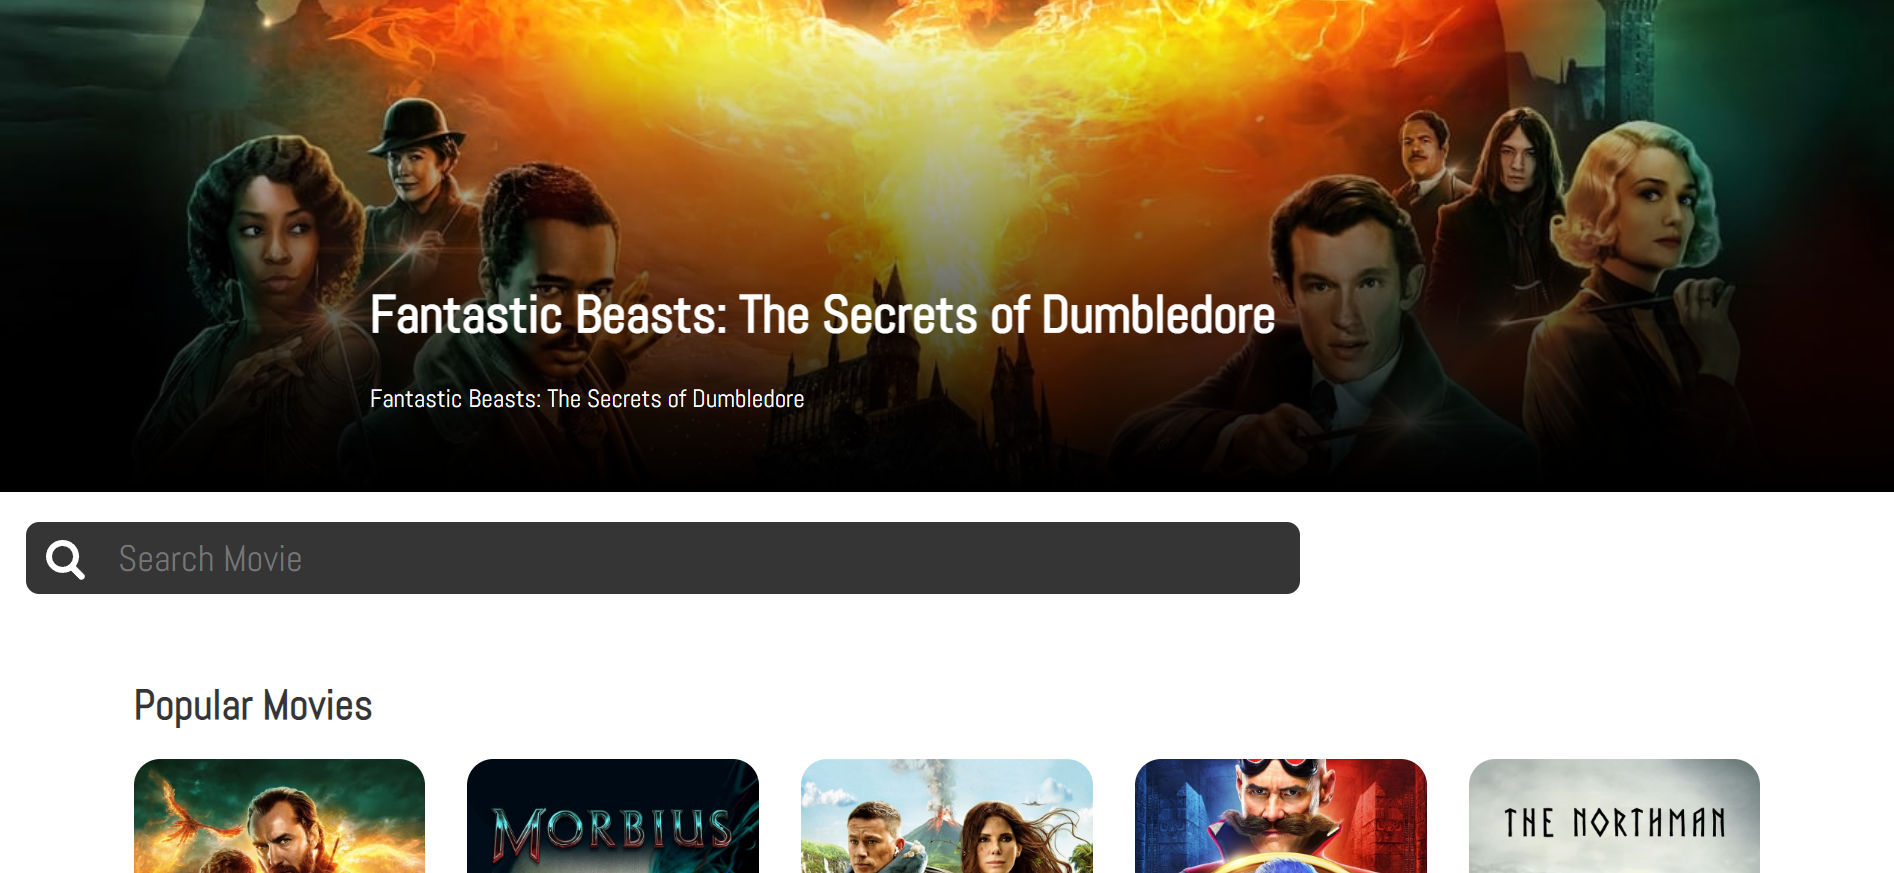 Fantastic Beasts: The Secrets of Dumbledore
Fantastic Beasts: The Secrets of Dumbledore
Search Movie
Popular Movies
MORBIUS
THE NORTHMAN